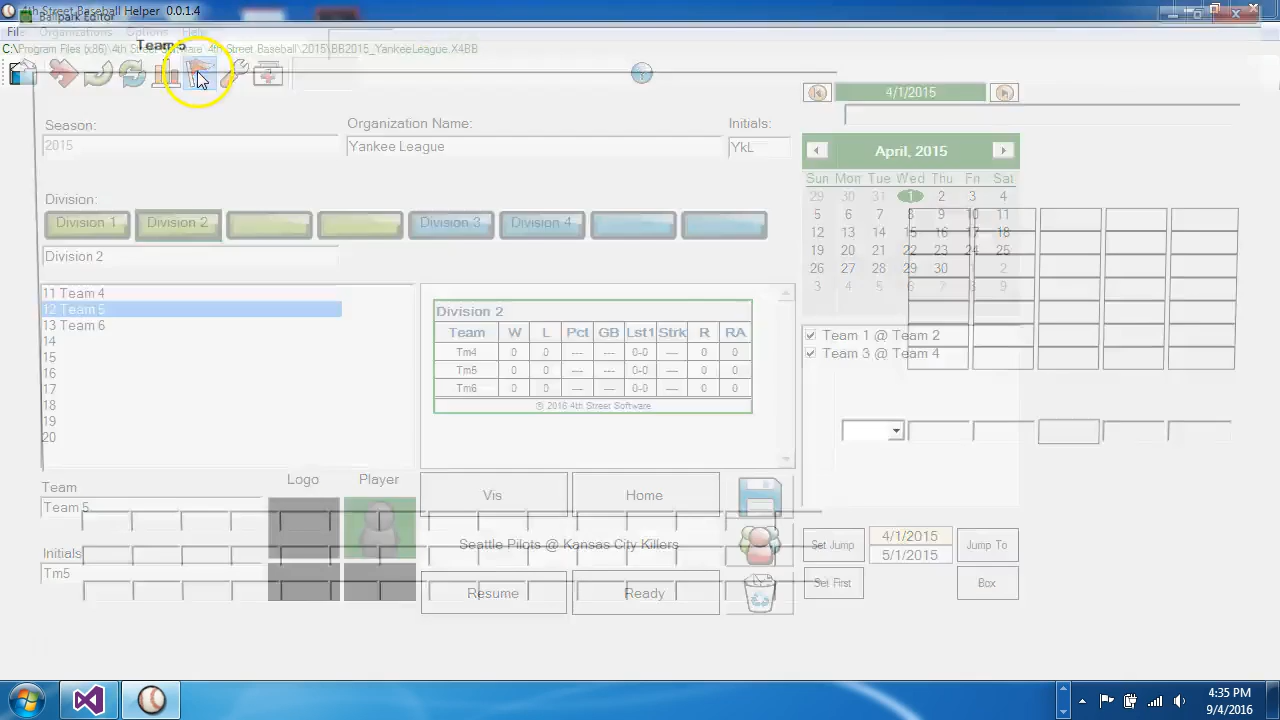 4th Street Baseball Helper 0.0.1.4
Ballpark Editor
File Organizations Options Help
Team 5
C:\Program Files (x86)\4th Street Software\4th Street Baseball\2015\BB2015_YankeeLeague.X4BB
4/1/2015
Season:
Organization Name:
Initials:
2015
Yankee League
YkL
April, 2015
Sun Mon Tue Wed Thu Fri Sat
29 30 31 1 2 3 4
5 6 7 8 9 10 11
12 13 14 15 16 17 18
19 20 21 22 23 24 25
26 27 28 29 30 1 2
3 4 5 6 7 8 9
Division:
Division 1
Division 2
Division 3
Division 4
Division 2
11 Team 4
12 Team 5
13 Team 6
14
15
16
17
18
19
20
Division 2
Team W L Pct GB Lst1 Strk R RA
Tm4 0 0 --- --- 0-0 --- 0 0
Tm5 0 0 --- --- 0-0 --- 0 0
Tm6 0 0 --- --- 0-0 --- 0 0
© 2016 4th Street Software
Team 1 @ Team 2
Team 3 @ Team 4
Team
Logo
Player
Team 5
Initials
Tm5
Vis
Home
Seattle Pilots @ Kansas City Killers
Resume
Ready
Set Jump
4/1/2015
5/1/2015
Jump To
Set First
Box
4:35 PM
9/4/2016